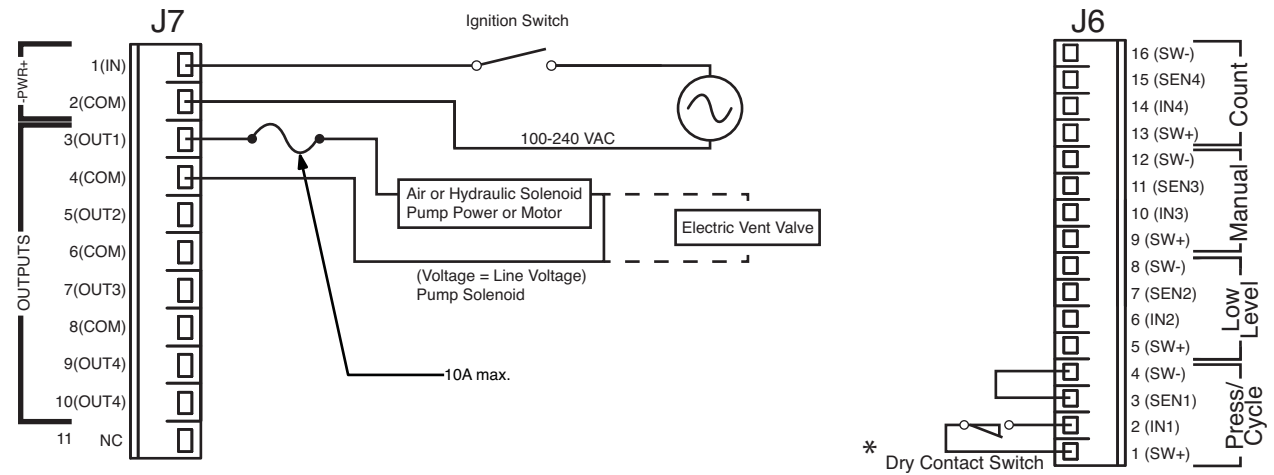 J7
Ignition Switch
-PWR+
1(IN)
2(COM)
3(OUT1)
4(COM)
5(OUT2)
6(COM)
7(OUT3)
8(COM)
9(OUT4)
10(OUT4)
11 NC
OUTPUTS
100-240 VAC
Air or Hydraulic Solenoid
Pump Power or Motor
Electric Vent Valve
(Voltage = Line Voltage)
Pump Solenoid
10A max.
J6
16 (SW-)
15 (SEN4)
14 (IN4)
13 (SW+)
Count
12 (SW-)
11 (SEN3)
10 (IN3)
9 (SW+)
Manual
8 (SW-)
7 (SEN2)
6 (IN2)
5 (SW+)
Low
Level
4 (SW-)
3 (SEN1)
2 (IN1)
1 (SW+)
Press/
Cycle
* Dry Contact Switch